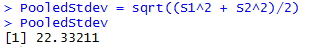 > PooledStdev = sqrt((S1^2 + S2^2)/2)
> PooledStdev
[1] 22.33211